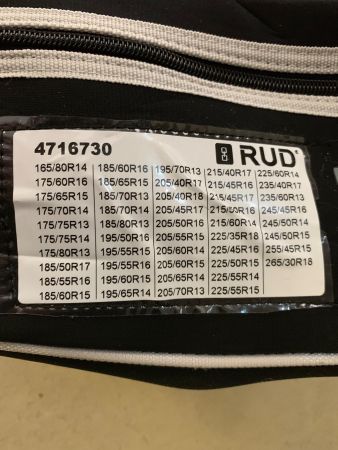 4716730 RUD
165/80R14 185/60R16 195/70R13 215/40R17 225/60R14
175/60R16 185/65R15 205/40R17 215/45R16 235/40R17
175/65R15 185/70R13 205/40R18 215/45R17 235/60R13
175/70R14 185/70R14 205/45R17 245/45R16
175/75R13 185/80R13 205/50R16 215/60R14 245/50R14
175/75R14 195/50R16 205/55R15 225/35R18 245/50R15
175/80R13 195/55R15 205/55R16 225/45R16 255/45R15
185/50R17 195/55R16 205/60R15 225/50R15 265/30R18
185/55R16 195/60R15 205/65R14 225/55R14
185/60R15 195/65R14 205/70R13 225/55R15